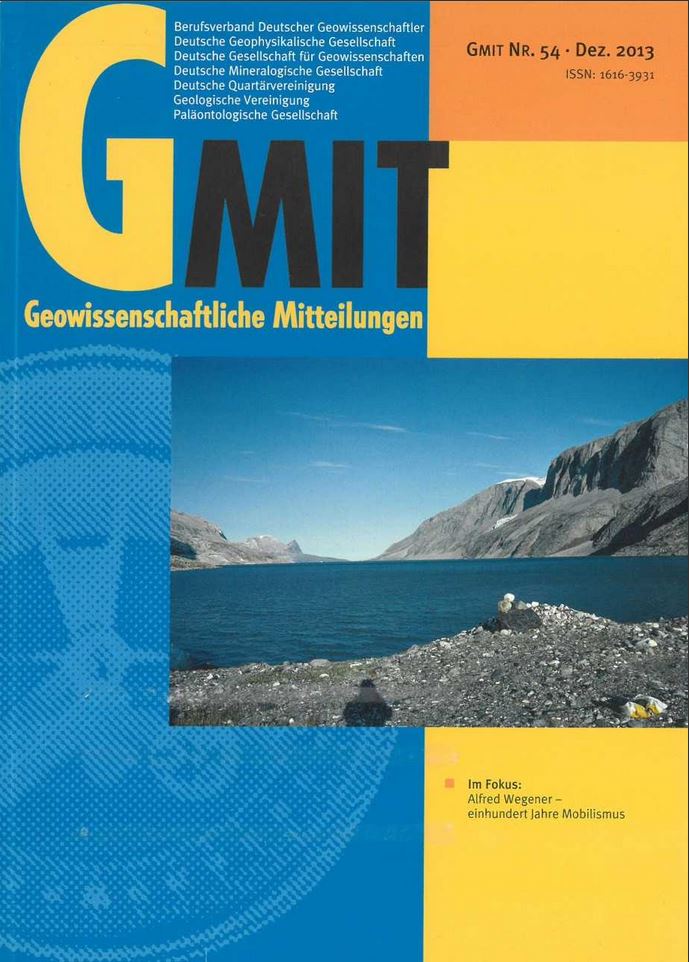 Berufsverband Deutscher Geowissenschaftler
Deutsche Geophysikalische Gesellschaft
Deutsche Gesellschaft für Geowissenschaften
Deutsche Mineralogische Gesellschaft
Deutsche Quartärvereinigung
Geologische Vereinigung
Paläontologische Gesellschaft
GMIT NR. 54 · DEZ. 2013
ISSN: 1616-3931
GMIT
Geowissenschaftliche Mitteilungen
Im Fokus:
Alfred Wegener –
einhundert Jahre Mobilismus